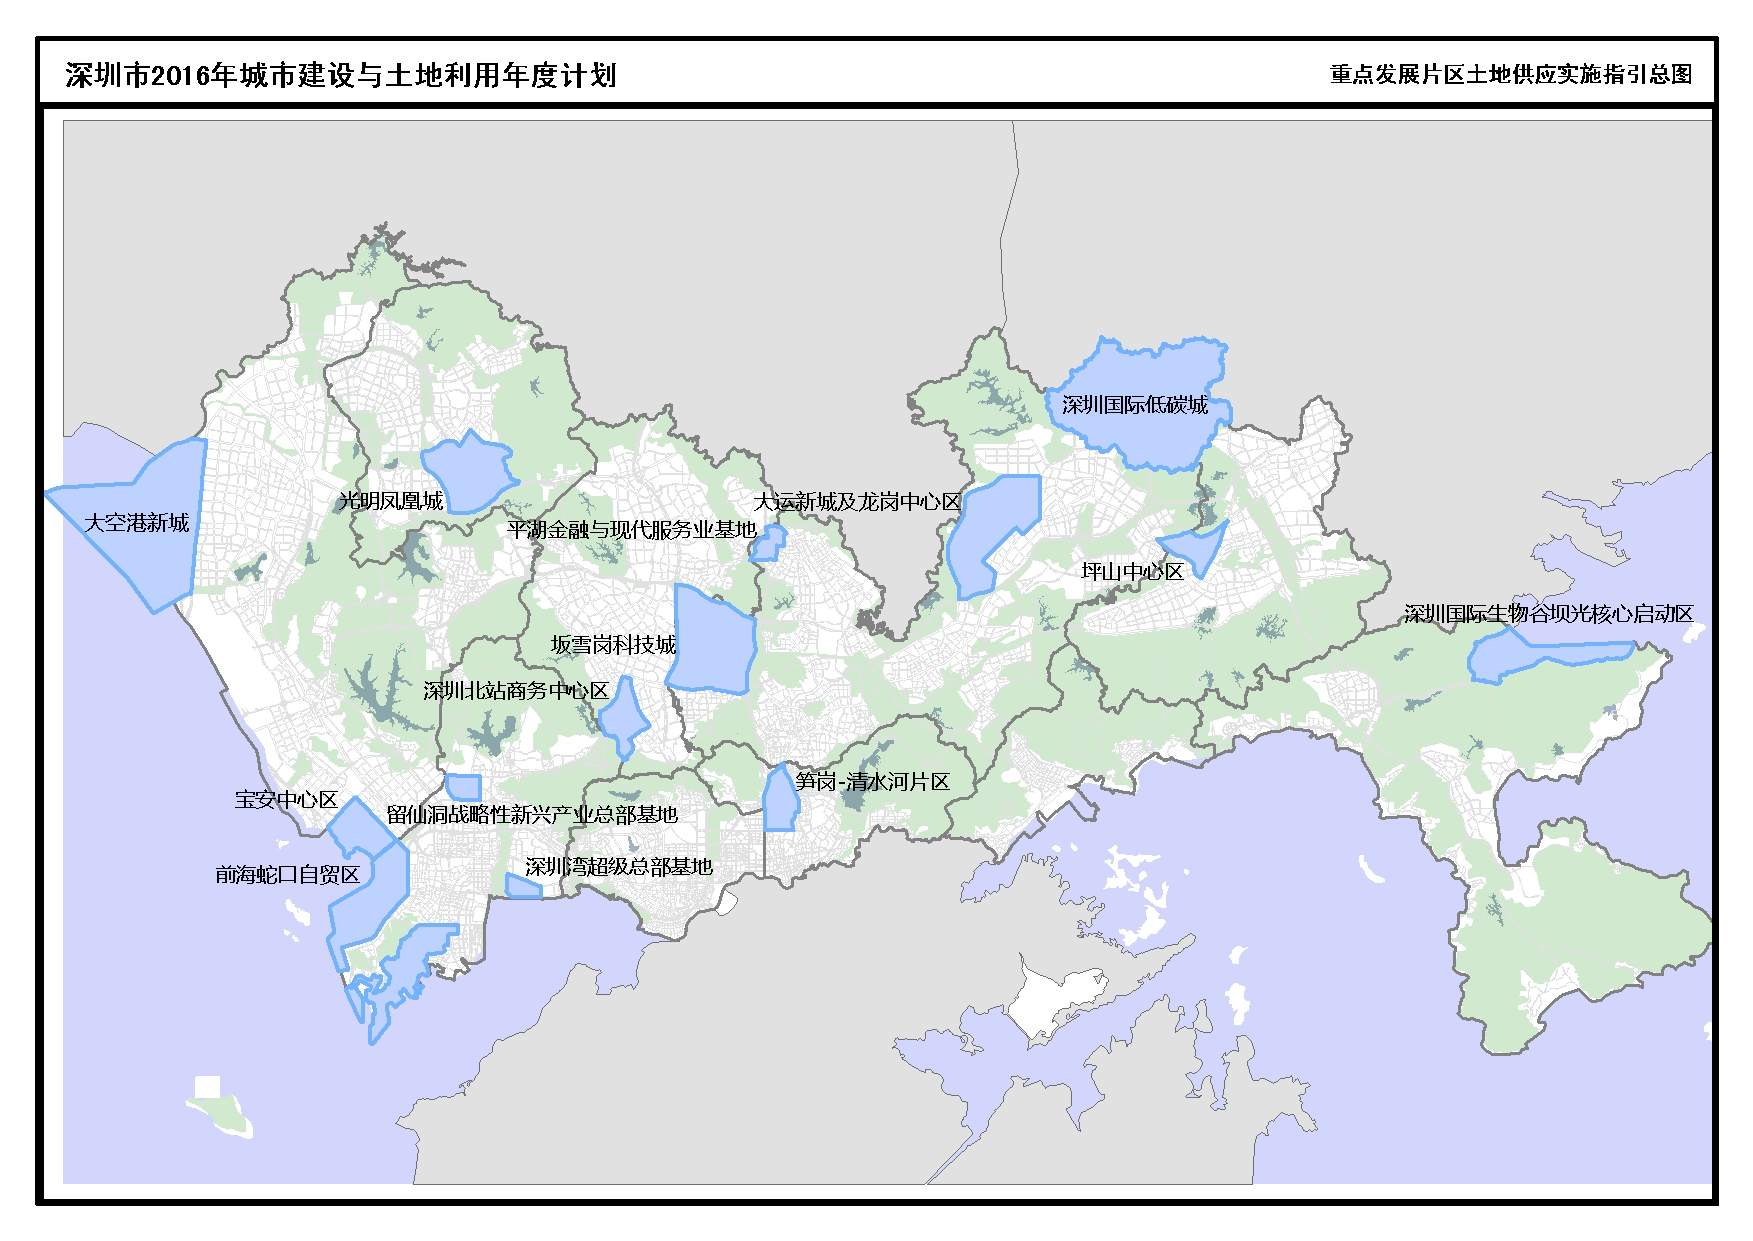 深圳市2016年城市建设与土地利用年度计划
重点发展片区土地供应实施指引总图
深圳国际低碳城
光明凤凰城
大运新城及龙岗中心区
大空港新城
平湖金融与现代服务业基地
坪山中心区
深圳国际生物谷坝光核心启动区
坂雪岗科技城
深圳北站商务中心区
笋岗-清水河片区
宝安中心区
留仙洞战略性新兴产业总部基地
深圳湾超级总部基地
前海蛇口自贸区